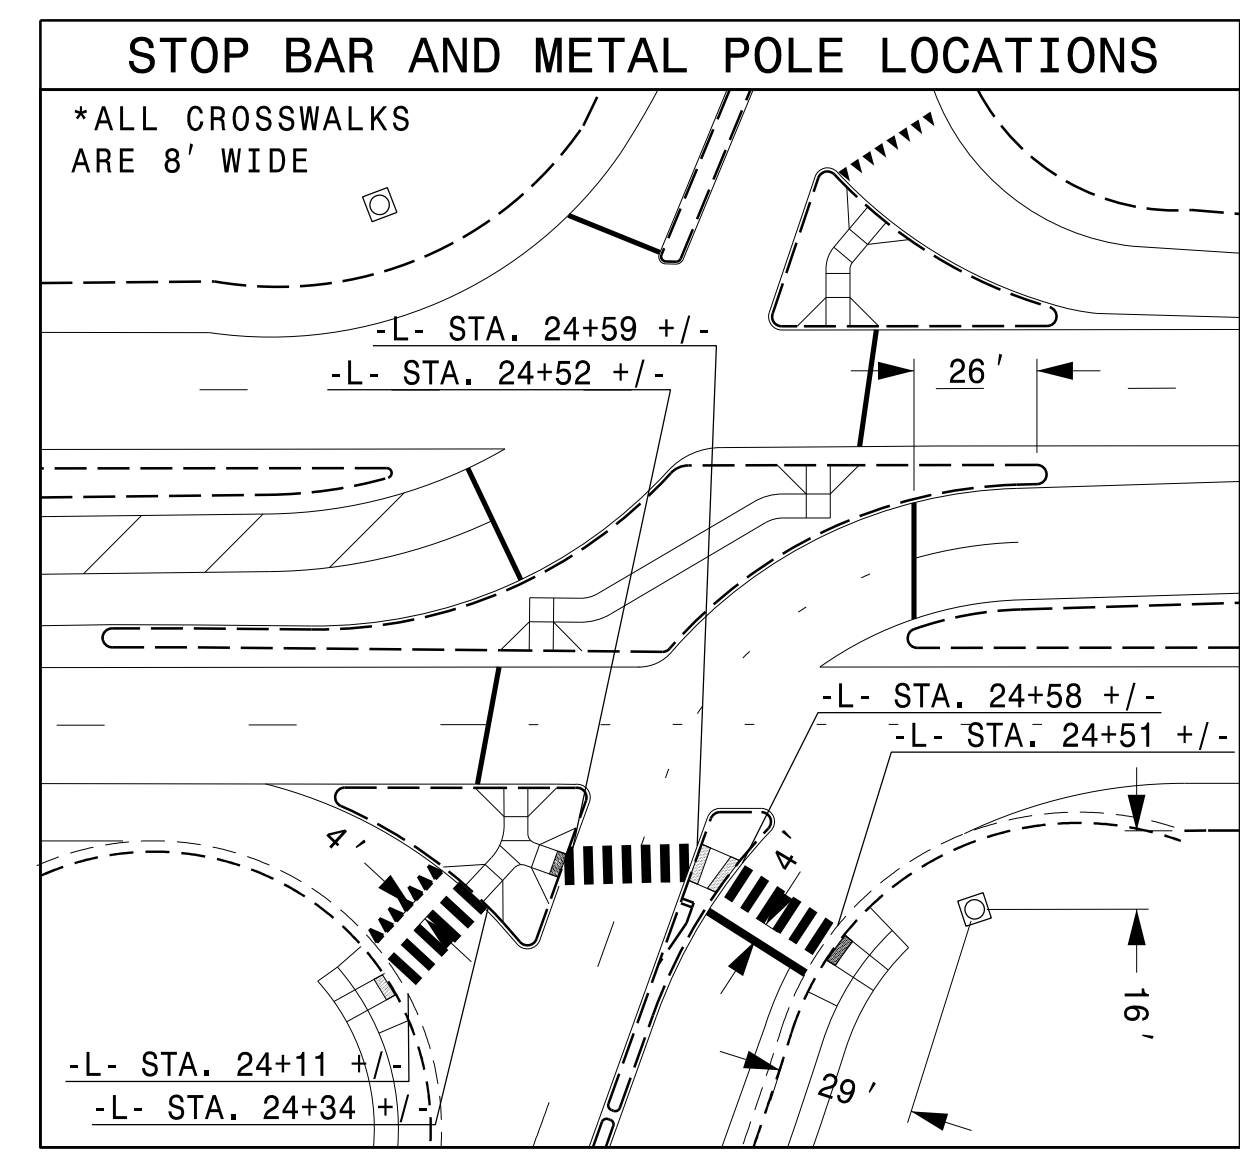 STOP BAR AND METAL POLE LOCATIONS
*ALL CROSSWALKS
ARE 8' WIDE
-L- STA. 24+59 +/-
-L- STA. 24+52 +/-
26'
-L- STA. 24+58 +/-
-L- STA. 24+51 +/-
4'
4'
16'
-L- STA. 24+11 +/-
29'
-L- STA. 24+34 +/-